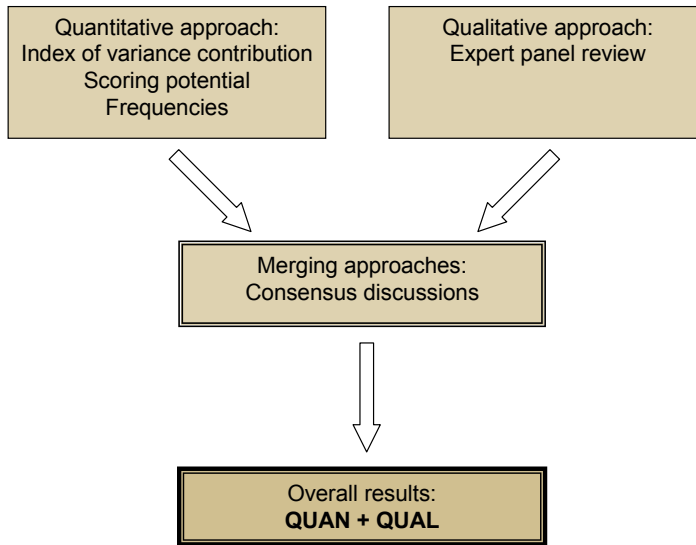 Quantitative approach:
Index of variance contribution
Scoring potential
Frequencies
Qualitative approach:
Expert panel review
Merging approaches:
Consensus discussions
Overall results:
QUAN + QUAL